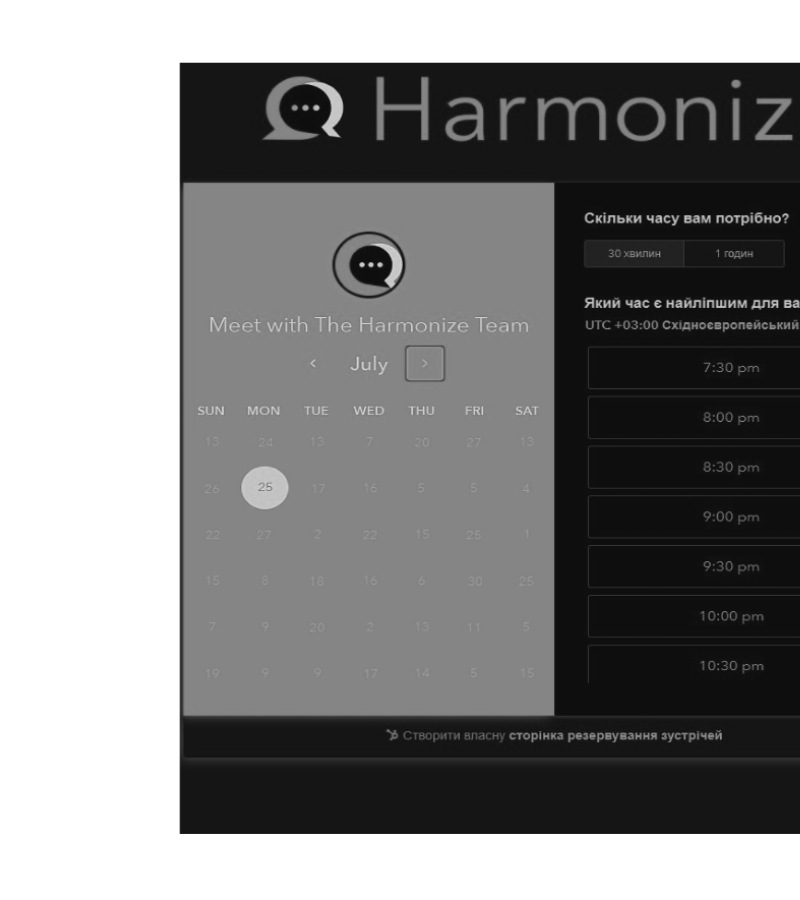 Harmoniz
Meet with The Harmonize Team
July
SUN MON TUE WED THU FRI SAT
13 24 13 7 20 27 13
26 25 17 16 5 5 4
22 27 2 22 15 25 1
15 8 18 16 6 30 25
7 9 20 2 13 11 5
19 9 9 17 14 5 15
Скільки часу вам потрібно?
30 хвилин 1 годин
Який час є найліпшим для ва
UTC +03:00 Східноєвропейський
7:30 pm
8:00 pm
8:30 pm
9:00 pm
9:30 pm
10:00 pm
10:30 pm
Створити власну сторінка резервування зустрічей